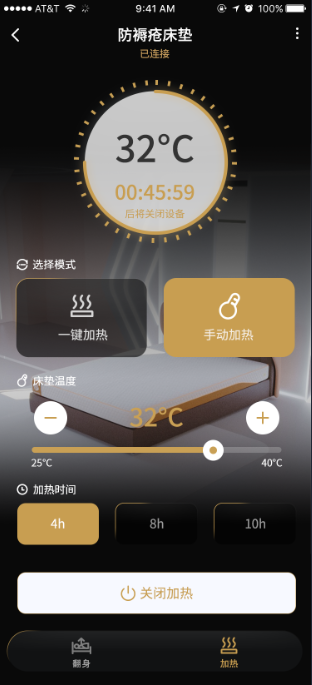 AT&T 9:41 AM 100%
防褥疮床垫
已连接
32°C
00:45:59
后将关闭设备
选择模式
一键加热 手动加热
床垫温度
32°C
25°C 40°C
加热时间
4h 8h 10h
关闭加热
翻身 加热